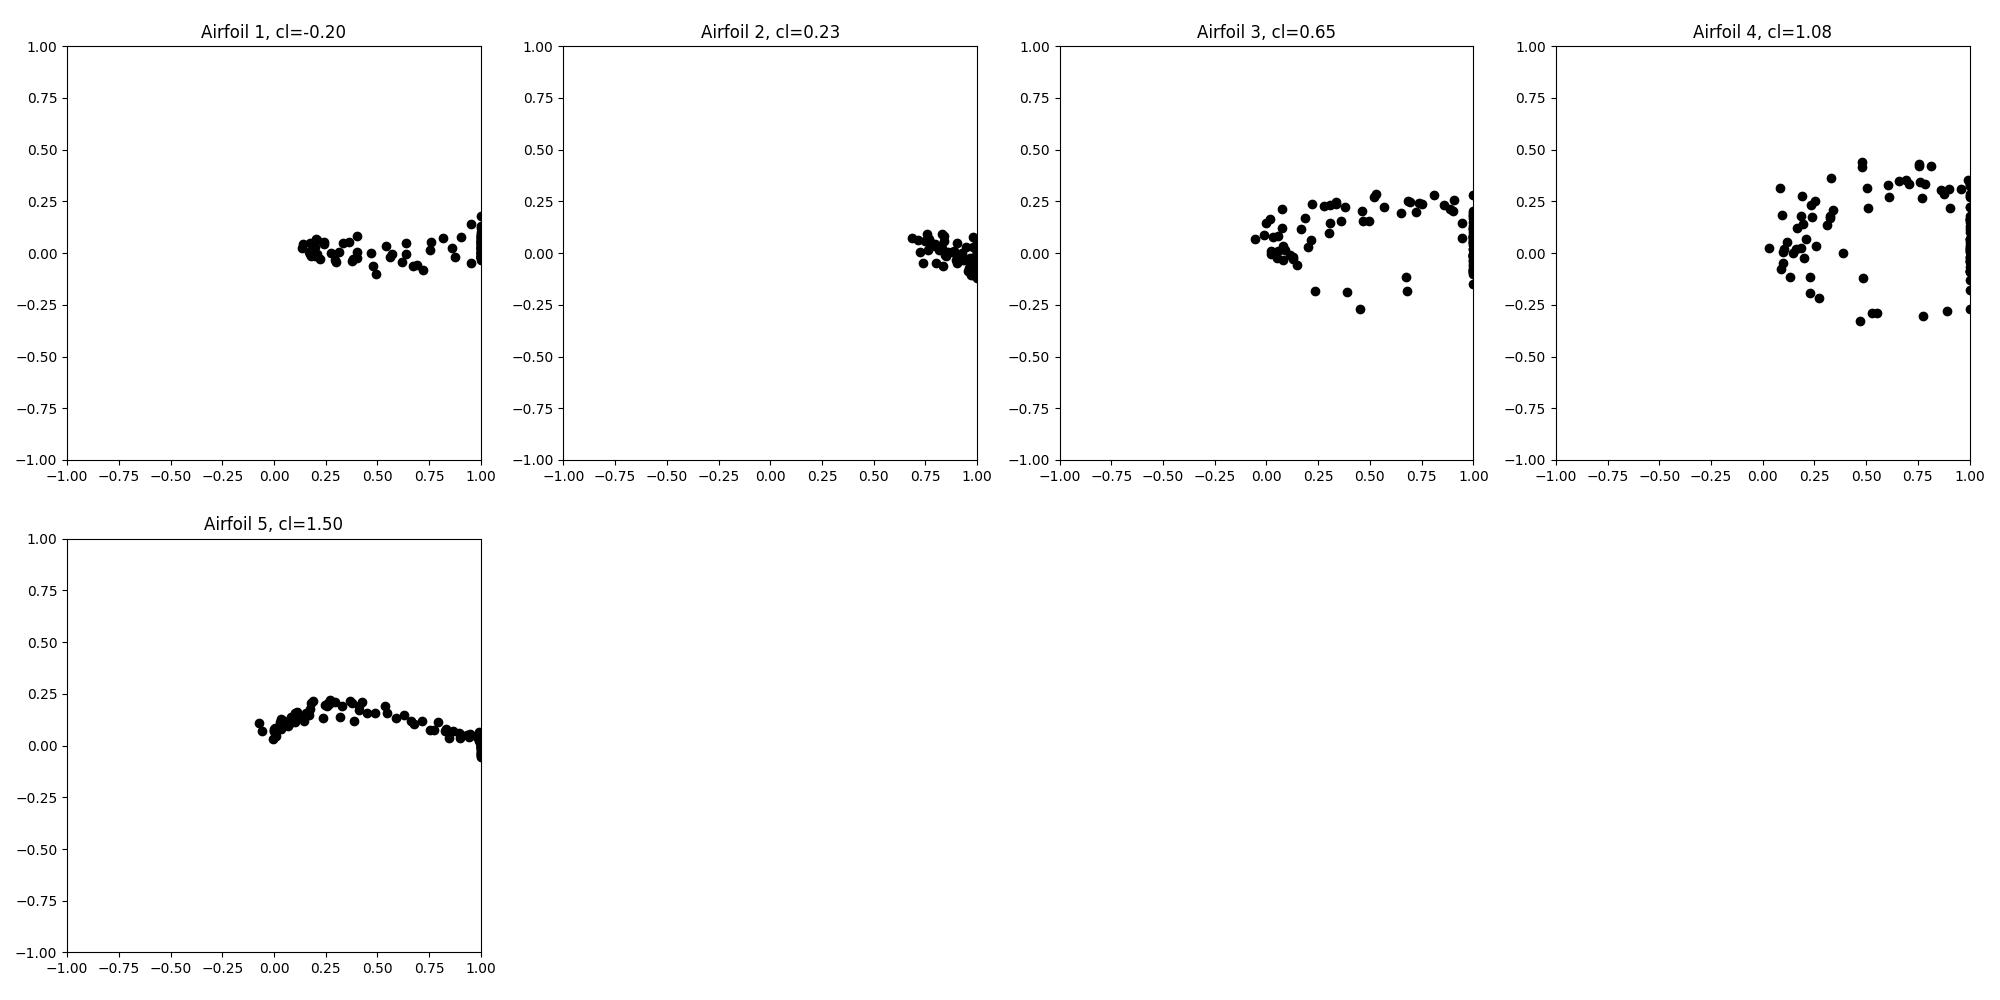 Airfoil 1, cl=-0.20
Airfoil 2, cl=0.23
Airfoil 3, cl=0.65
Airfoil 4, cl=1.08
1.00 1.00 1.00 1.00
0.75 0.75 0.75 0.75
0.50 0.50 0.50 0.50
0.25 0.25 0.25 0.25
0.00 0.00 0.00 0.00
−0.25 −0.25 −0.25 −0.25
−0.50 −0.50 −0.50 −0.50
−0.75 −0.75 −0.75 −0.75
−1.00 −1.00 −1.00 −1.00
−1.00 −0.75 −0.50 −0.25 0.00 0.25 0.50 0.75 1.00
−1.00 −0.75 −0.50 −0.25 0.00 0.25 0.50 0.75 1.00
−1.00 −0.75 −0.50 −0.25 0.00 0.25 0.50 0.75 1.00
−1.00 −0.75 −0.50 −0.25 0.00 0.25 0.50 0.75 1.00
Airfoil 5, cl=1.50
1.00
0.75
0.50
0.25
0.00
−0.25
−0.50
−0.75
−1.00
−1.00 −0.75 −0.50 −0.25 0.00 0.25 0.50 0.75 1.00